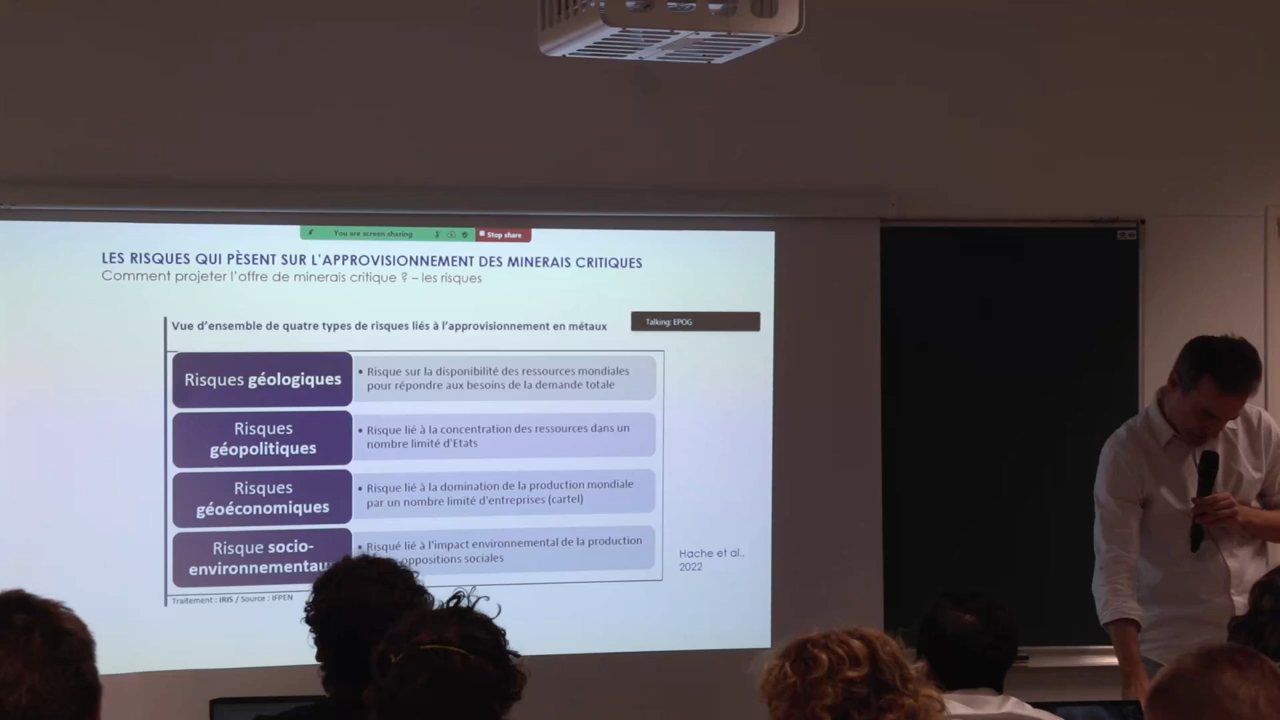 You are screen sharing
Stop share
LES RISQUES QUI PÈSENT SUR L'APPROVISIONNEMENT DES MINERAIS CRITIQUES
Comment projeter l'offre de minerais critique ? – les risques
Vue d'ensemble de quatre types de risques liés à l'approvisionnement en métaux
Talking: EPOG
Risques géologiques
• Risque sur la disponibilité des ressources mondiales
pour répondre aux besoins de la demande totale
Risques
géopolitiques
• Risque lié à la concentration des ressources dans un
nombre limité d'Etats
Risques
géoéconomiques
• Risque lié à la domination de la production mondiale
par un nombre limité d'entreprises (cartel)
Risque socio-
environnementau
• Risque lié à l'impact environnemental de la production
oppositions sociales
Hache et al.,
2022
Traitement : IRIS / Source : IFPEN